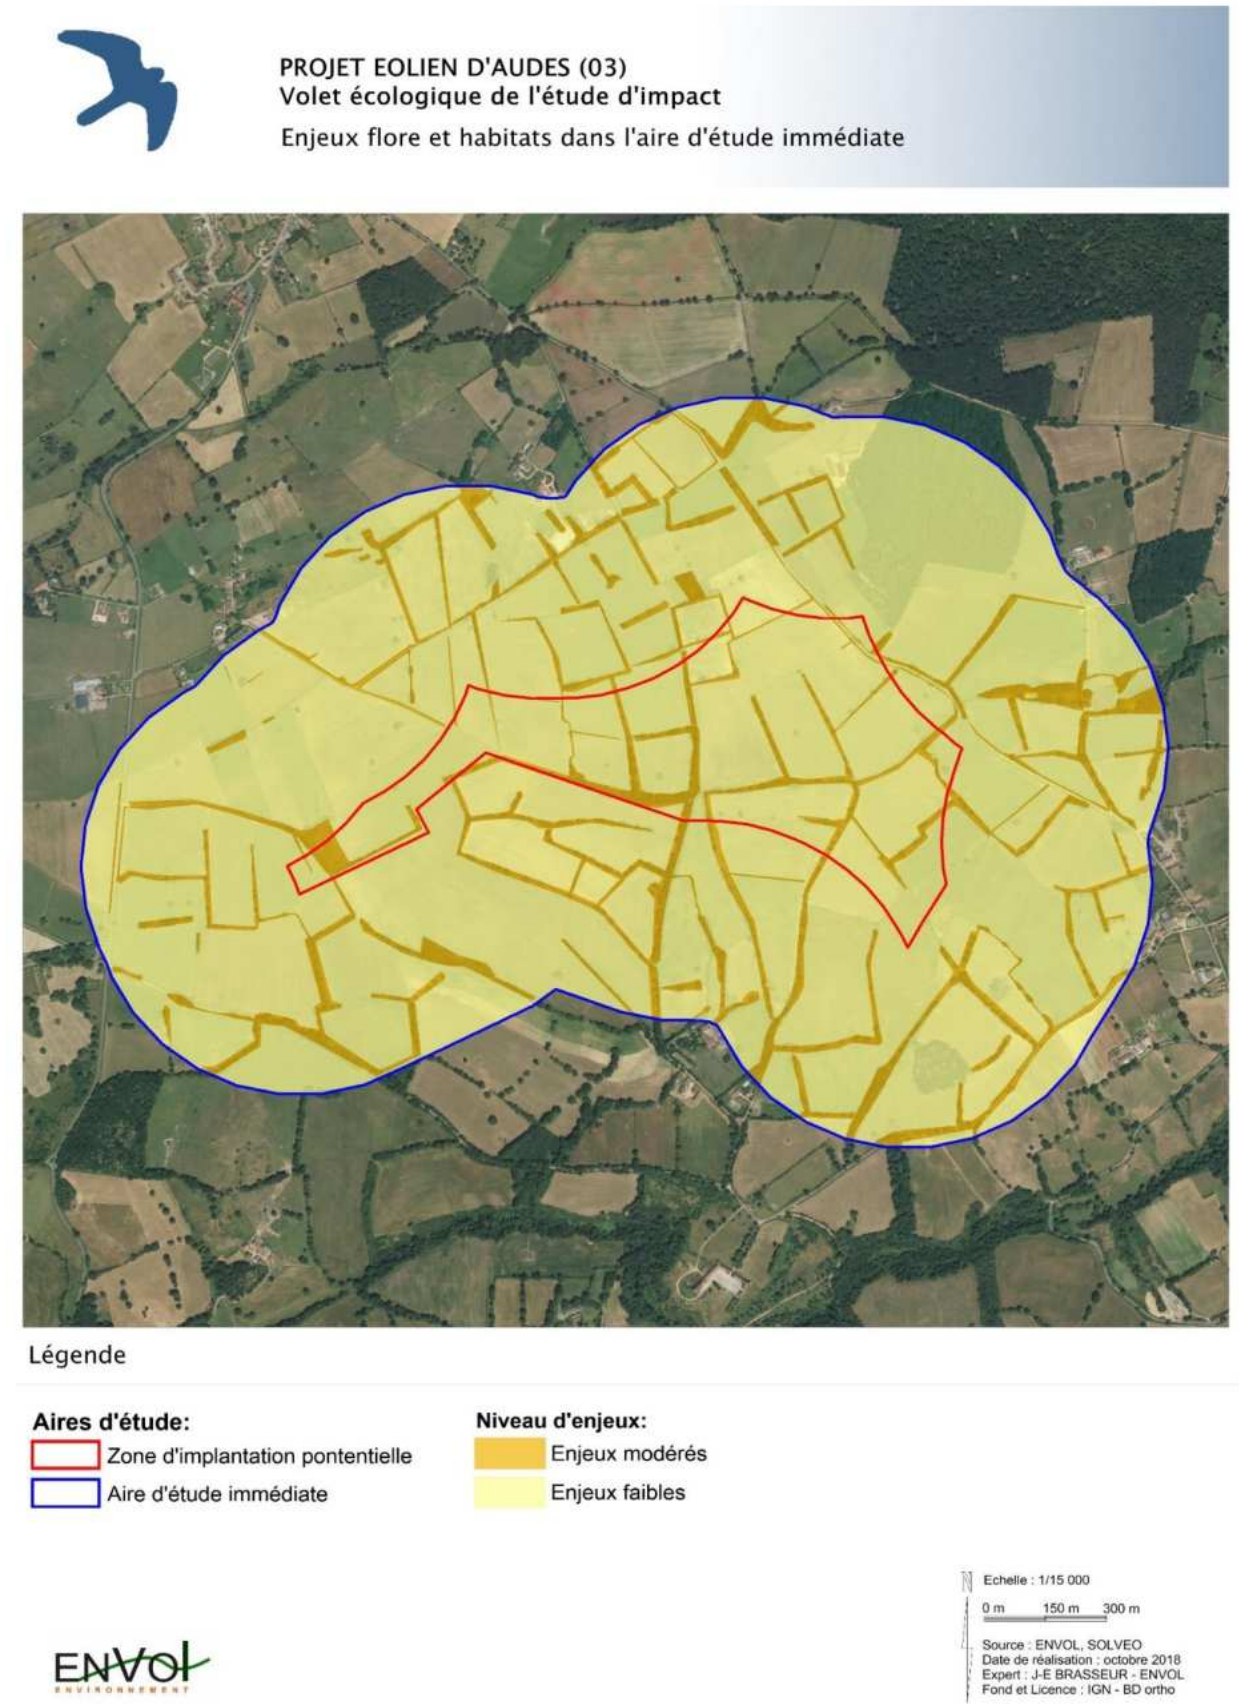 PROJET EOLIEN D'AUDES (03)
Volet écologique de l'étude d'impact
Enjeux flore et habitats dans l'aire d'étude immédiate
Légende
Aires d'étude:
Zone d'implantation pontentielle
Aire d'étude immédiate
Niveau d'enjeux:
Enjeux modérés
Enjeux faibles
N
Echelle : 1/15 000
0 m 150 m 300 m
Source : ENVOL, SOLVEO
Date de réalisation : octobre 2018
Expert : J-E BRASSEUR - ENVOL
Fond et Licence : IGN - BD ortho
ENVOl
ENVIRONNEMENT